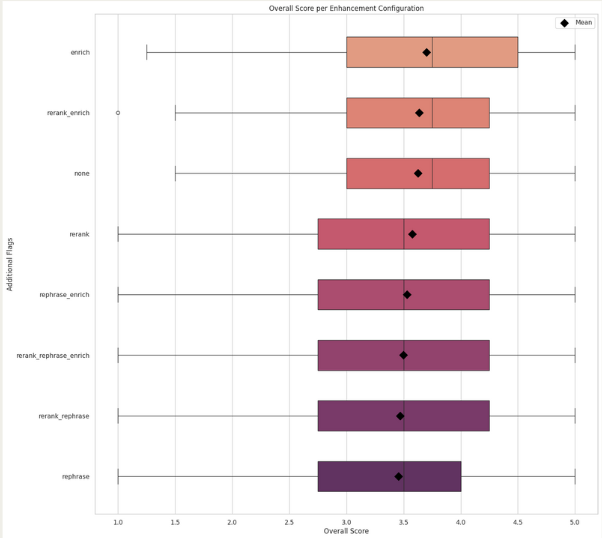 Overall Score per Enhancement Configuration
Mean
enrich
rerank_enrich
none
rerank
rephrase_enrich
rerank_rephrase_enrich
rerank_rephrase
rephrase
Additional Flags
1.0 1.5 2.0 2.5 3.0 3.5 4.0 4.5 5.0
Overall Score